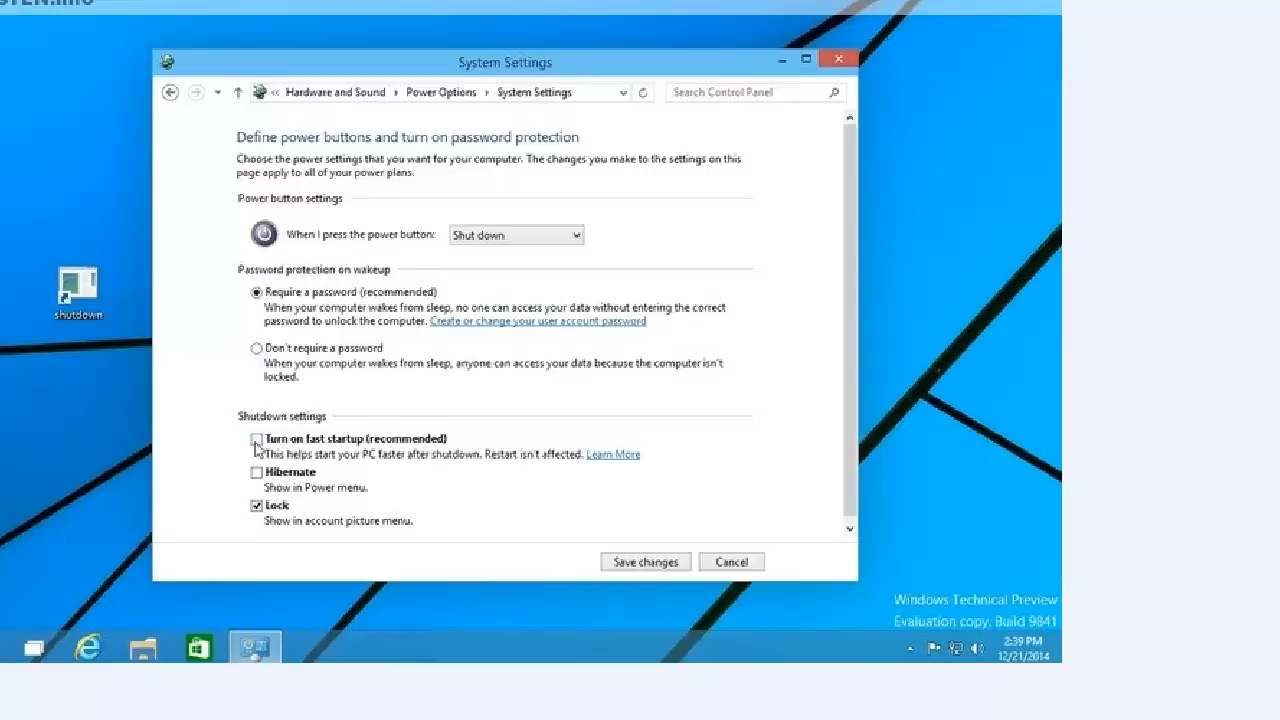 System Settings
« Hardware and Sound › Power Options › System Settings
Search Control Panel
Define power buttons and turn on password protection
Choose the power settings that you want for your computer. The changes you make to the settings on this
page apply to all of your power plans.
Power button settings
When I press the power button: Shut down
Password protection on wakeup
Require a password (recommended)
When your computer wakes from sleep, no one can access your data without entering the correct
password to unlock the computer. Create or change your user account password
Don't require a password
When your computer wakes from sleep, anyone can access your data because the computer isn't
locked.
shutdown
Shutdown settings
Turn on fast startup (recommended)
This helps start your PC faster after shutdown. Restart isn't affected. Learn More
Hibernate
Show in Power menu.
Lock
Show in account picture menu.
Save changes Cancel
Windows Technical Preview
Evaluation copy. Build 9841
2:39 PM
12/21/2014